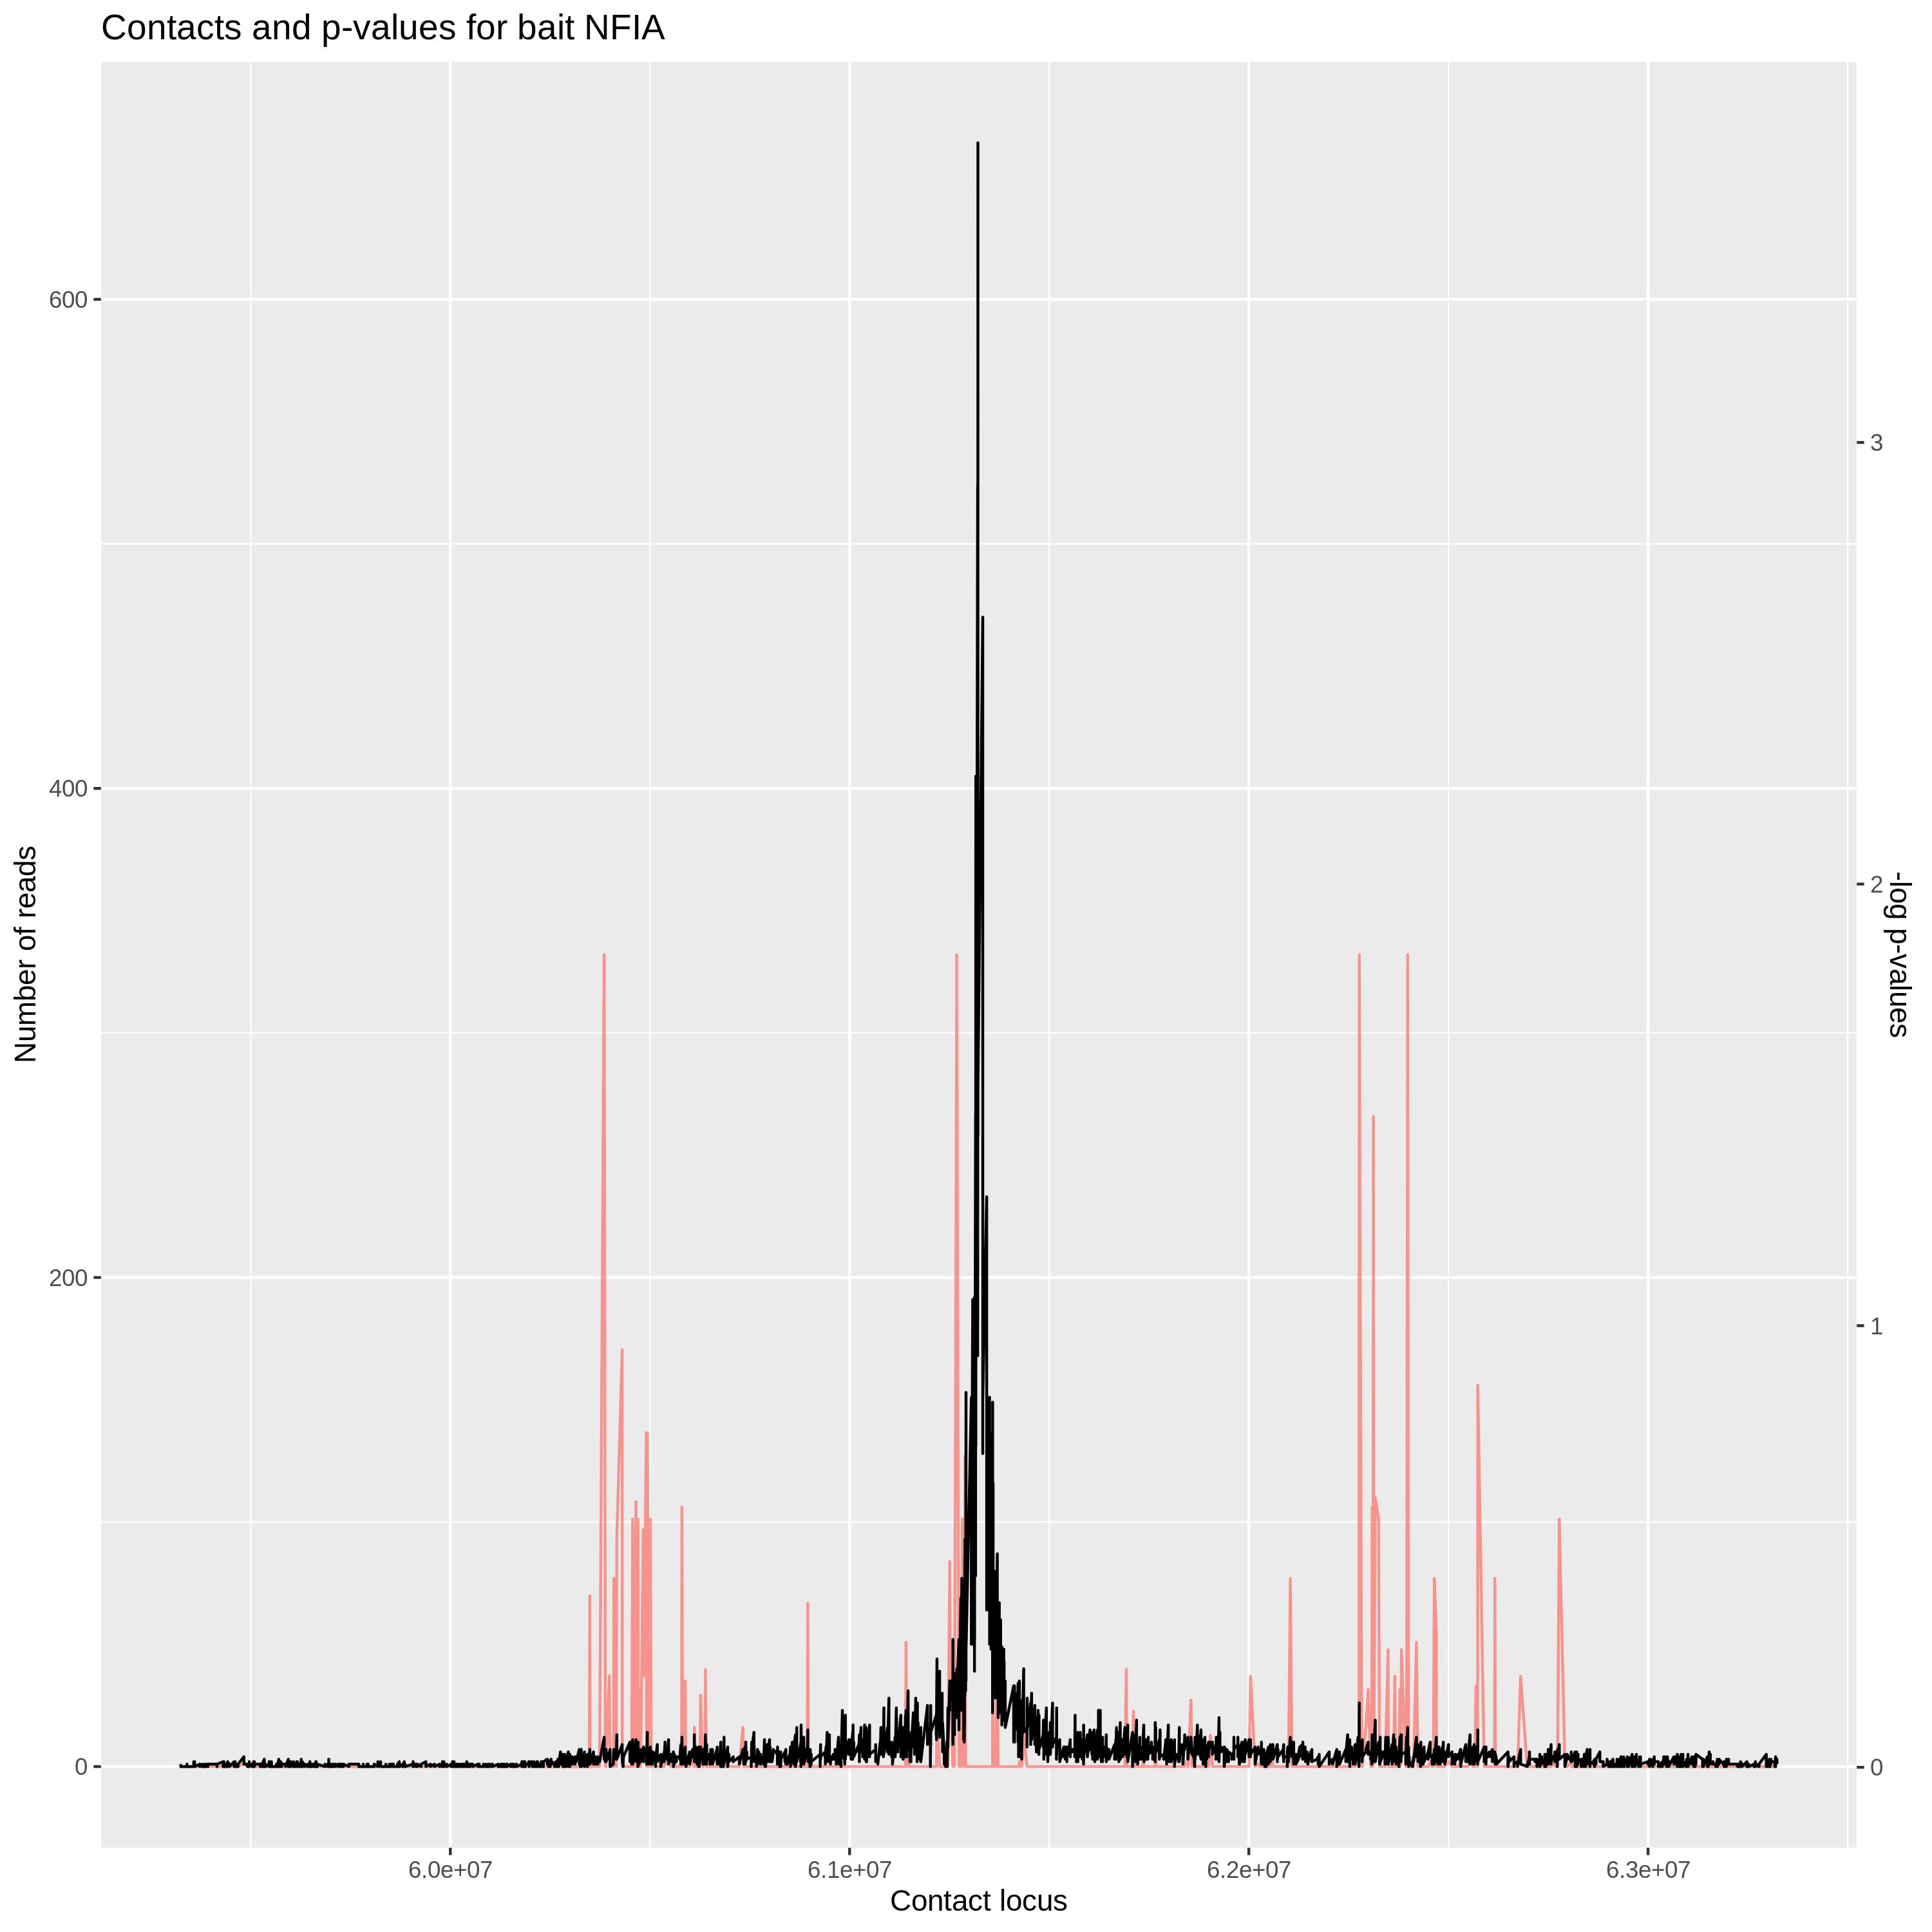 Contacts and p-values for bait NFIA
600
400
200
0
Number of reads
3
2
1
0
-log p-values
6.0e+07
6.1e+07
6.2e+07
6.3e+07
Contact locus